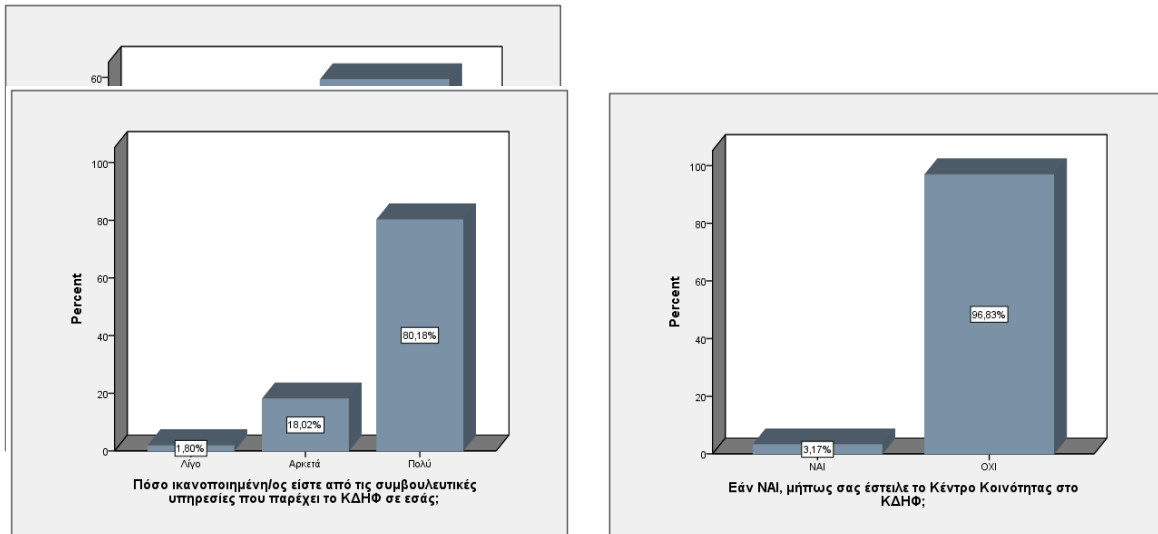 60
100
80
60
40
20
0
Percent
1,80%
18,02%
80,18%
Λίγο Αρκετά Πολύ
Πόσο ικανοποιημένη/ος είστε από τις συμβουλευτικές
υπηρεσίες που παρέχει το ΚΔΗΦ σε εσάς;
100
80
60
40
20
0
Percent
3,17%
96,83%
ΝΑΙ ΟΧΙ
Εάν ΝΑΙ, μήπως σας έστειλε το Κέντρο Κοινότητας στο
ΚΔΗΦ;